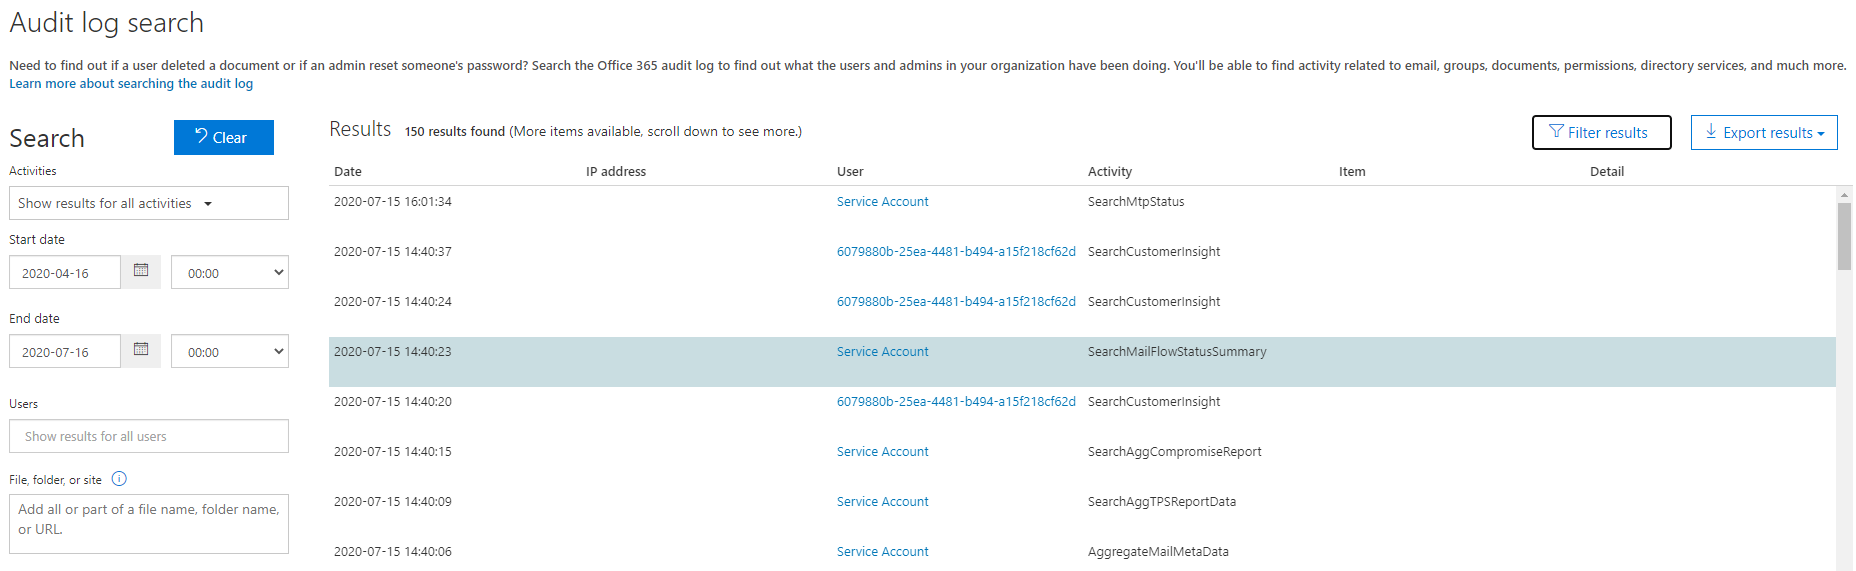 Audit log search
Need to find out if a user deleted a document or if an admin reset someone's password? Search the Office 365 audit log to find out what the users and admins in your organization have been doing. You'll be able to find activity related to email, groups, documents, permissions, directory services, and much more.
Learn more about searching the audit log
Search
Clear
Activities
Show results for all activities
Start date
2020-04-16
00:00
End date
2020-07-16
00:00
Users
Show results for all users
File, folder, or site
Add all or part of a file name, folder name,
or URL.
Results 150 results found (More items available, scroll down to see more.)
Filter results
Export results
Date IP address User Activity Item Detail
2020-07-15 16:01:34 Service Account SearchMtpStatus
2020-07-15 14:40:37 6079880b-25ea-4481-b494-a15f218cf62d SearchCustomerInsight
2020-07-15 14:40:24 6079880b-25ea-4481-b494-a15f218cf62d SearchCustomerInsight
2020-07-15 14:40:23 Service Account SearchMailFlowStatusSummary
2020-07-15 14:40:20 6079880b-25ea-4481-b494-a15f218cf62d SearchCustomerInsight
2020-07-15 14:40:15 Service Account SearchAggCompromiseReport
2020-07-15 14:40:09 Service Account SearchAggTPSReportData
2020-07-15 14:40:06 Service Account AggregateMailMetaData